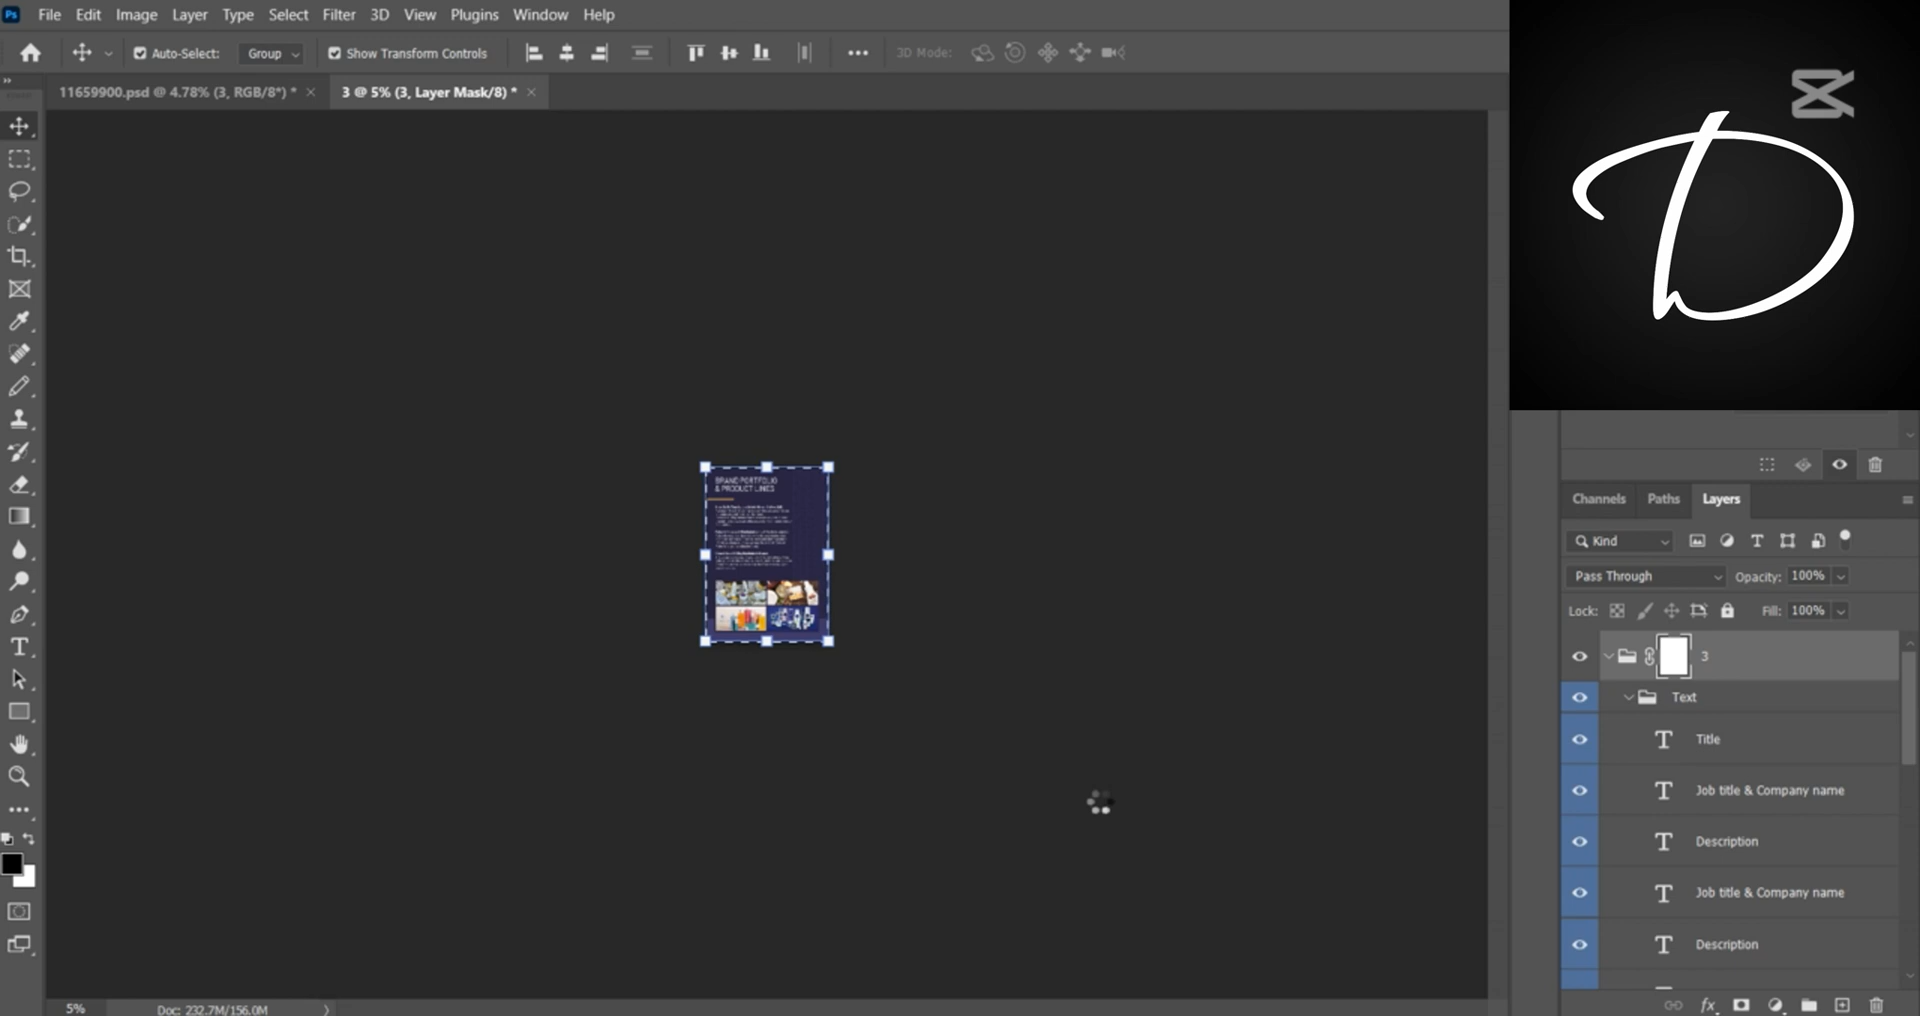 Ps File Edit Image Layer Type Select Filter 3D View Plugins Window Help
Auto-Select: Group Show Transform Controls 3D Mode:
11659900.psd @ 4.78% (3, RGB/8*) * 3 @ 5% (3, Layer Mask/8) *
D
BRAND PORTFOLIO
& PRODUCT LINES
Channels Paths Layers
Kind
Pass Through Opacity: 100%
Lock: Fill: 100%
3
Text
Title
Job title & Company name
Description
Job title & Company name
Description
5% Doc: 232.7M/156.0M